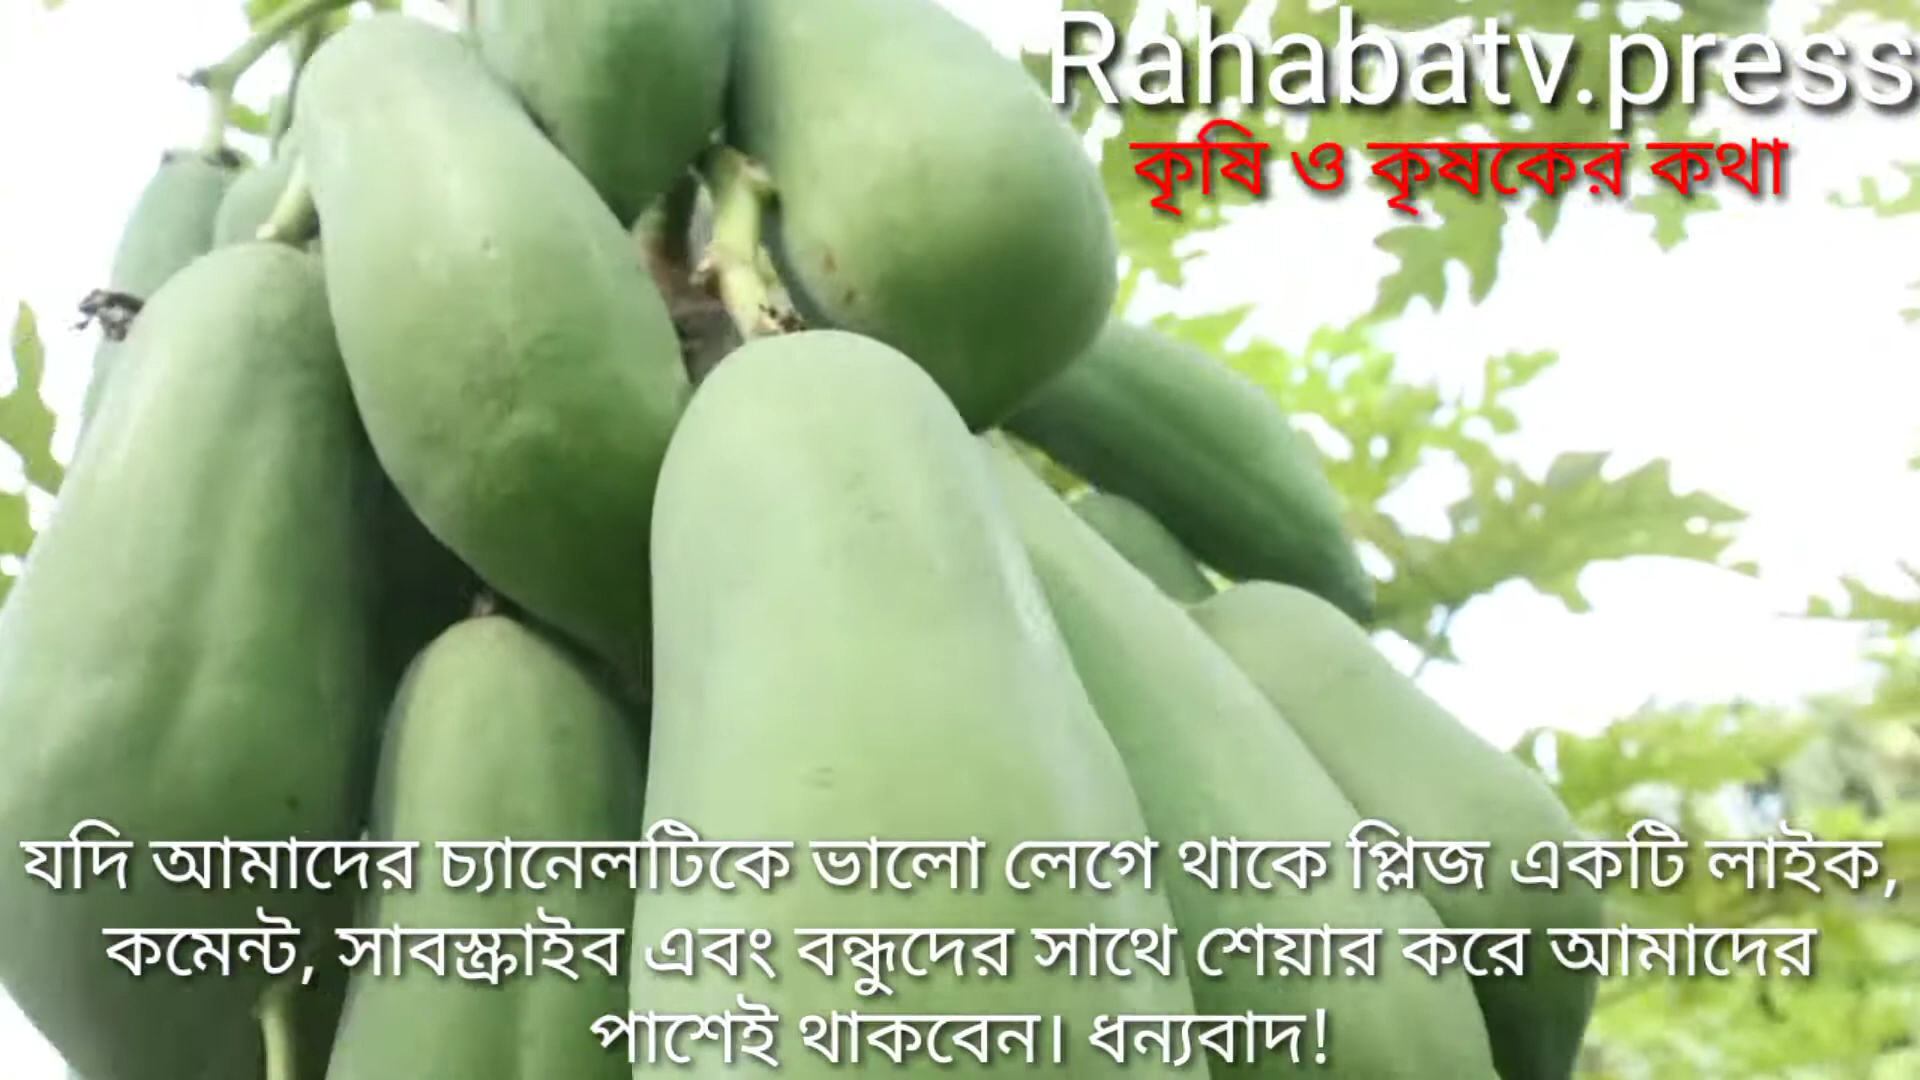 Rahabatv.press
কৃষি ও কৃষকের কথা
যদি আমাদের চ্যানেলটিকে ভালো লেগে থাকে প্লিজ একটি লাইক,
কমেন্ট, সাবস্ক্রাইব এবং বন্ধুদের সাথে শেয়ার করে আমাদের
পাশেই থাকবেন। ধন্যবাদ!